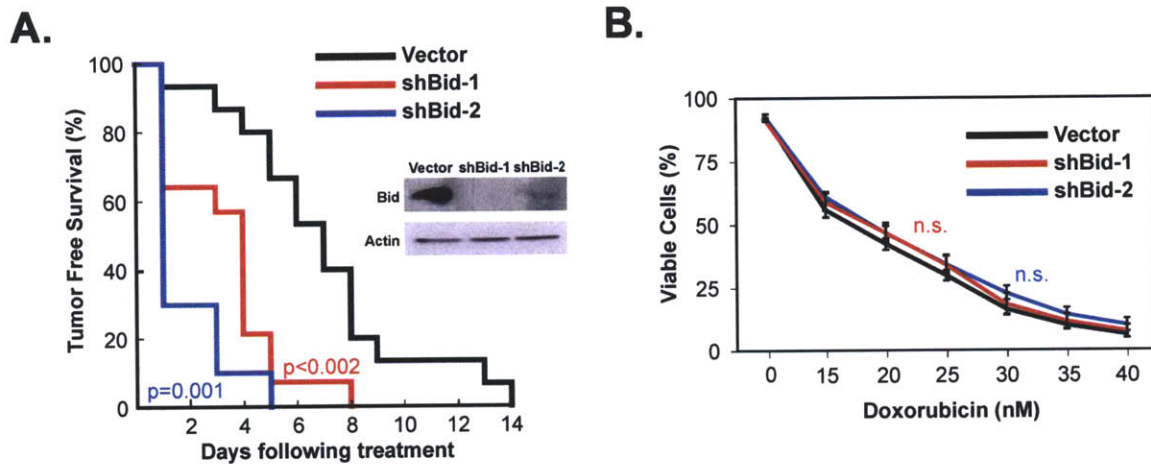 A.
Vector
shBid-1
shBid-2
Tumor Free Survival (%)
100
80
60
40
20
0
Vector shBid-1 shBid-2
Bid
Actin
p<0.002
p=0.001
2 4 6 8 10 12 14
Days following treatment
B.
Viable Cells (%)
100
75
50
25
0
Vector
shBid-1
shBid-2
n.s.
n.s.
0 15 20 25 30 35 40
Doxorubicin (nM)